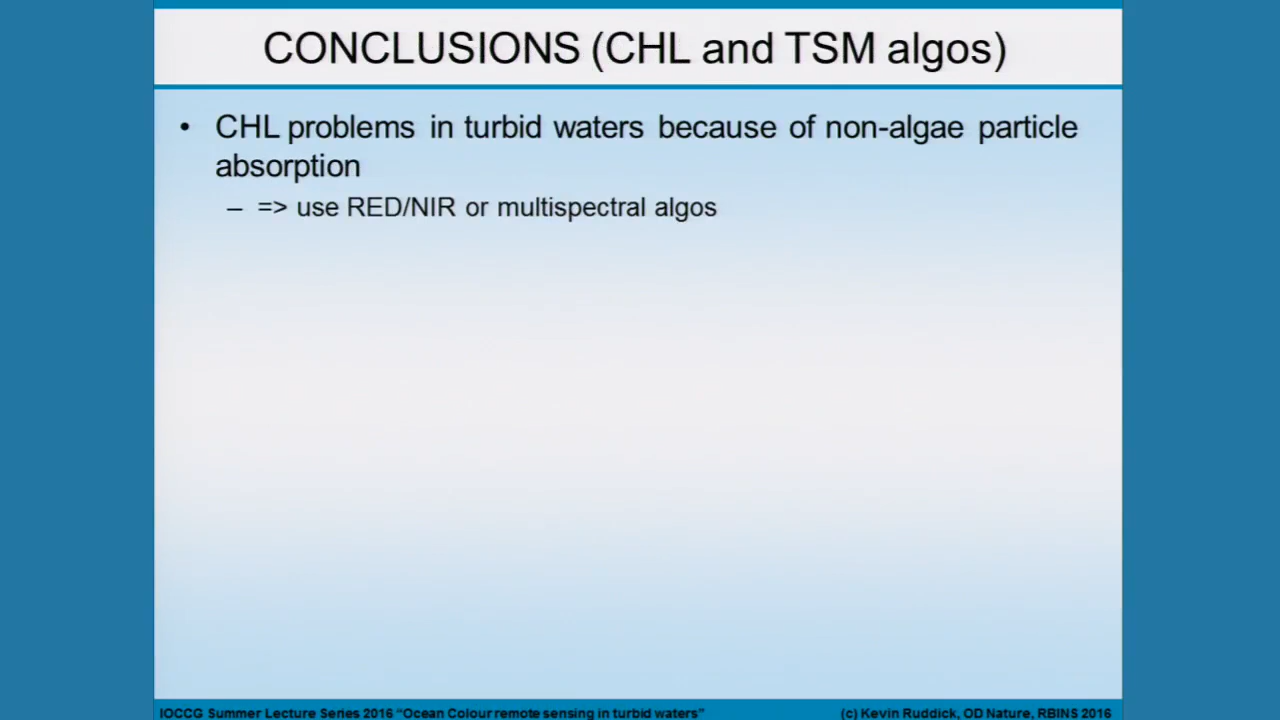 CONCLUSIONS (CHL and TSM algos)
• CHL problems in turbid waters because of non-algae particle
absorption
– => use RED/NIR or multispectral algos
IOCCG Summer Lecture Series 2016 “Ocean Colour remote sensing in turbid waters”
(c) Kevin Ruddick, OD Nature, RBINS 2016